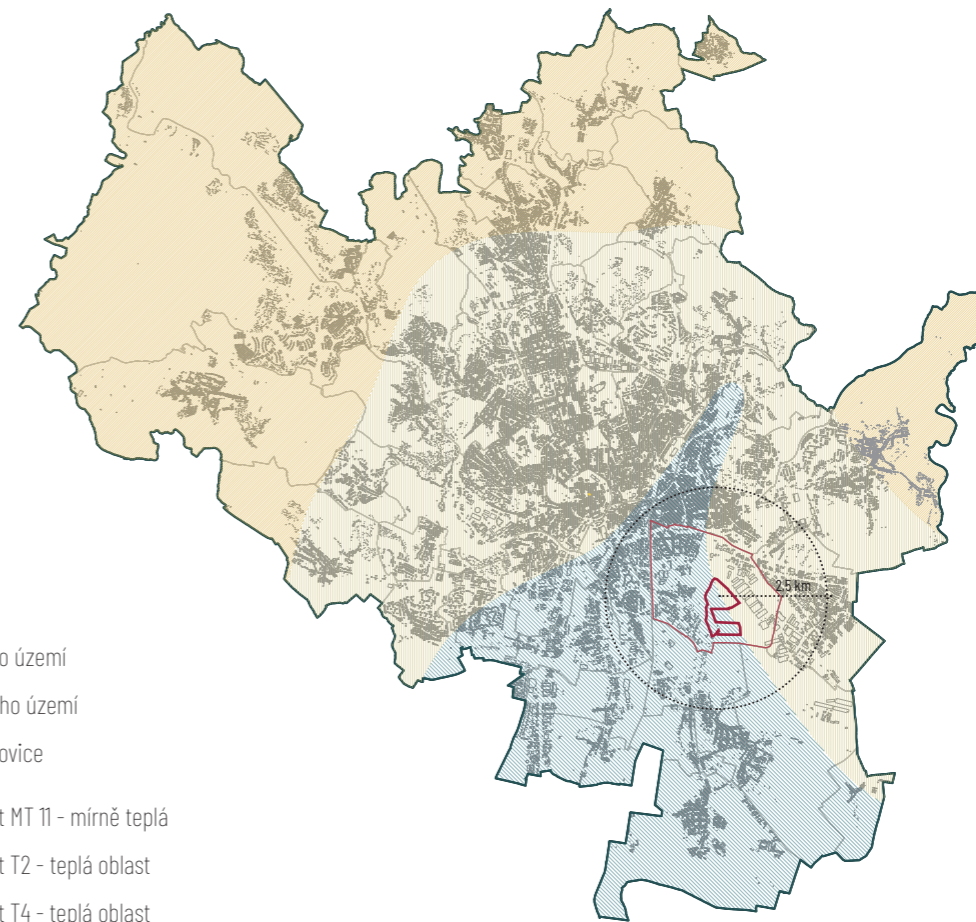 2,5 km
o území
ho území
ovice
t MT 11 - mírně teplá
t T2 - teplá oblast
t T4 - teplá oblast